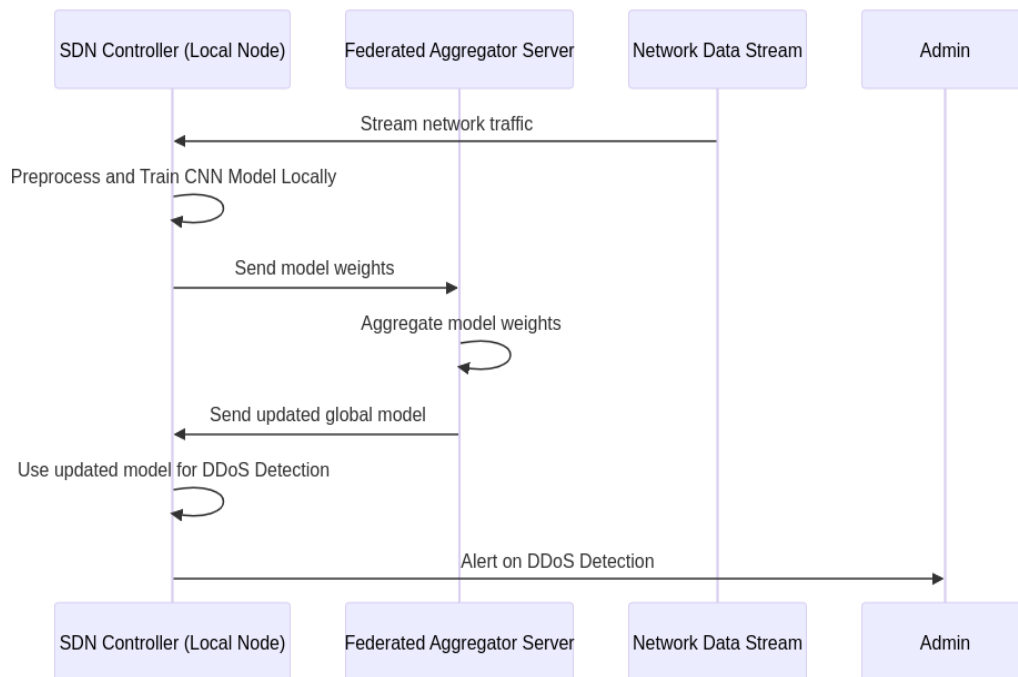 SDN Controller (Local Node)
Federated Aggregator Server
Network Data Stream
Admin
Stream network traffic
Preprocess and Train CNN Model Locally
Send model weights
Aggregate model weights
Send updated global model
Use updated model for DDoS Detection
Alert on DDoS Detection
SDN Controller (Local Node)
Federated Aggregator Server
Network Data Stream
Admin